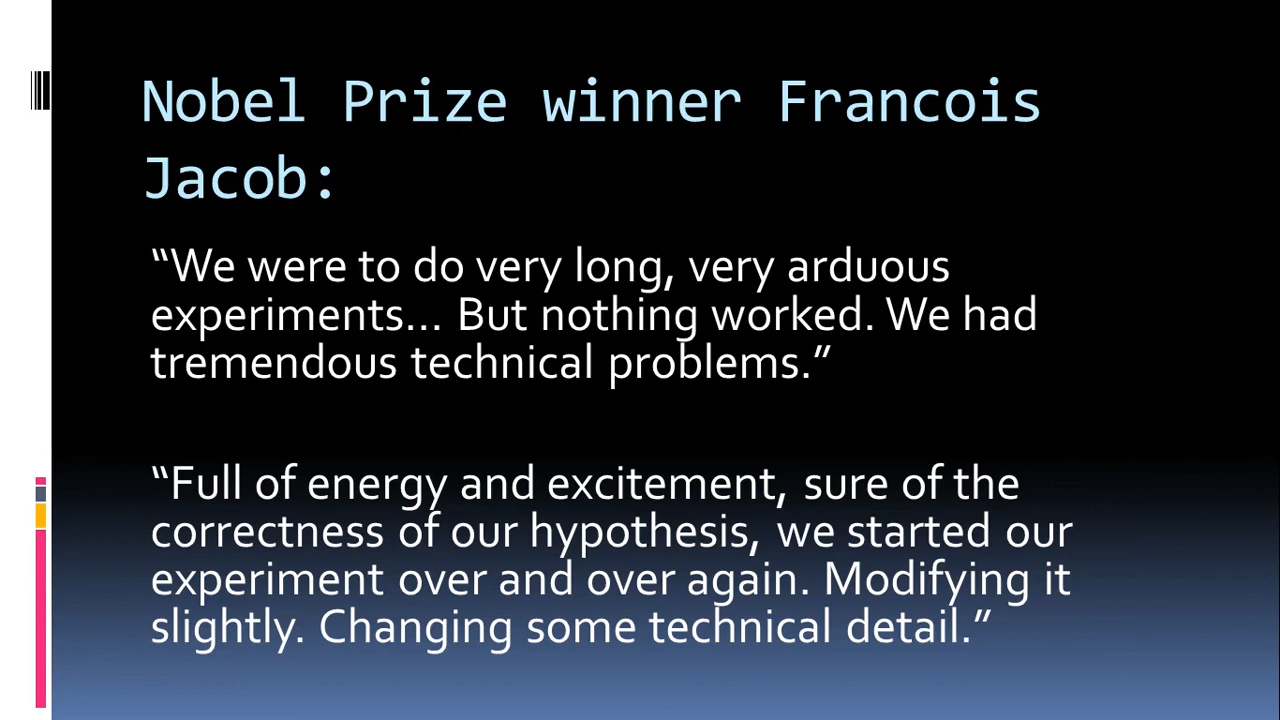 Nobel Prize winner Francois
Jacob:
“We were to do very long, very arduous
experiments… But nothing worked. We had
tremendous technical problems.”
“Full of energy and excitement, sure of the
correctness of our hypothesis, we started our
experiment over and over again. Modifying it
slightly. Changing some technical detail.”